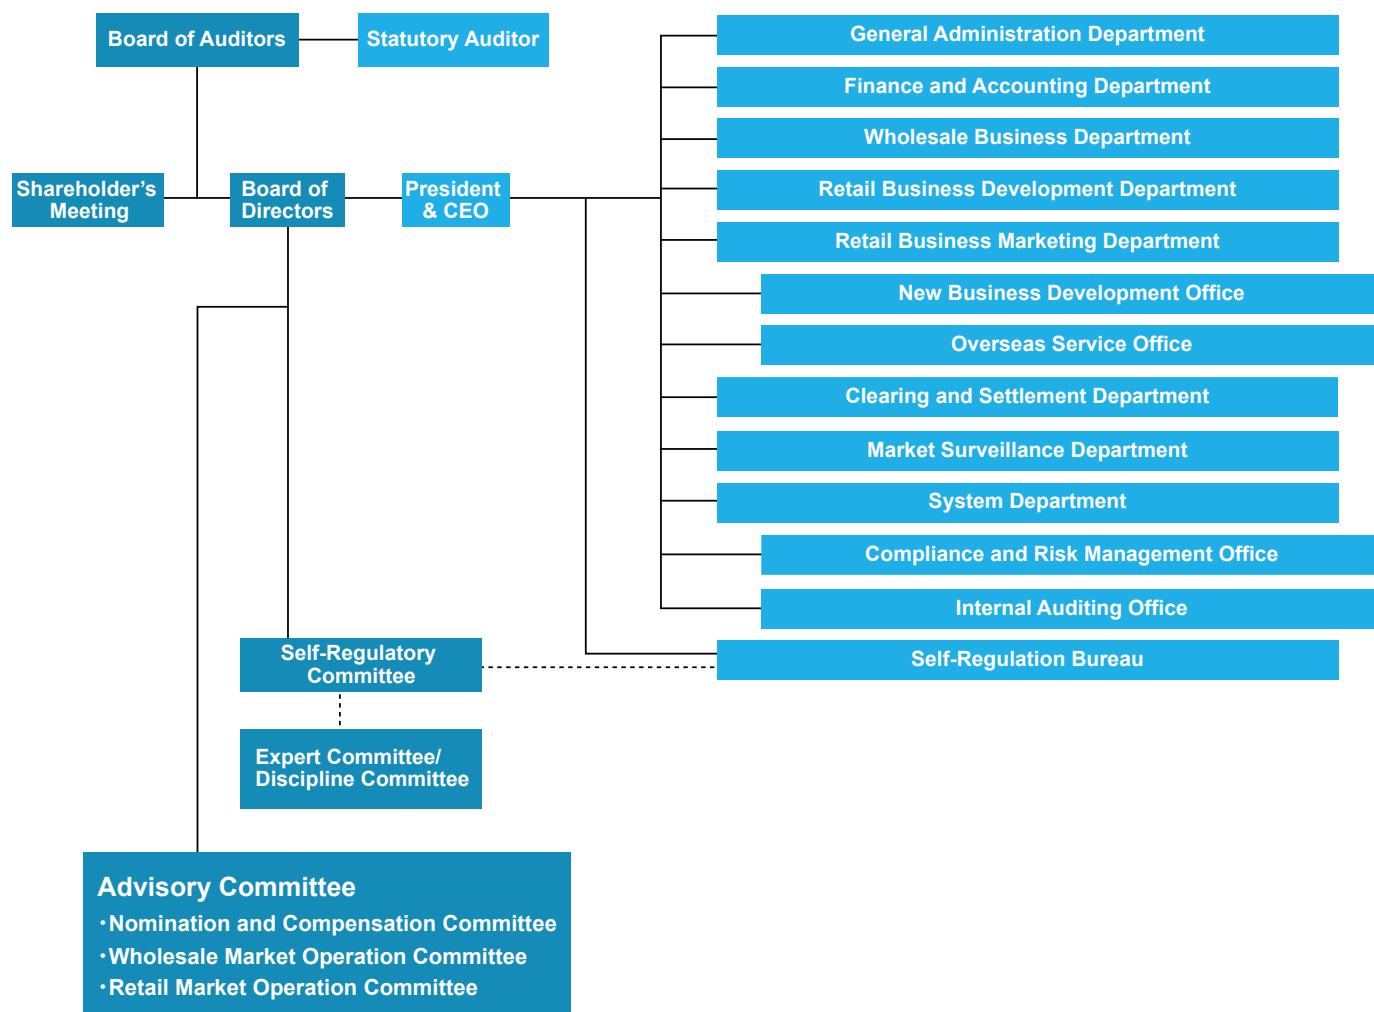 Board of Auditors
Statutory Auditor
Shareholder’s
Meeting
Board of
Directors
President
& CEO
General Administration Department
Finance and Accounting Department
Wholesale Business Department
Retail Business Development Department
Retail Business Marketing Department
New Business Development Office
Overseas Service Office
Clearing and Settlement Department
Market Surveillance Department
System Department
Compliance and Risk Management Office
Internal Auditing Office
Self-Regulation Bureau
Self-Regulatory
Committee
Expert Committee/
Discipline Committee
Advisory Committee
・Nomination and Compensation Committee
・Wholesale Market Operation Committee
・Retail Market Operation Committee